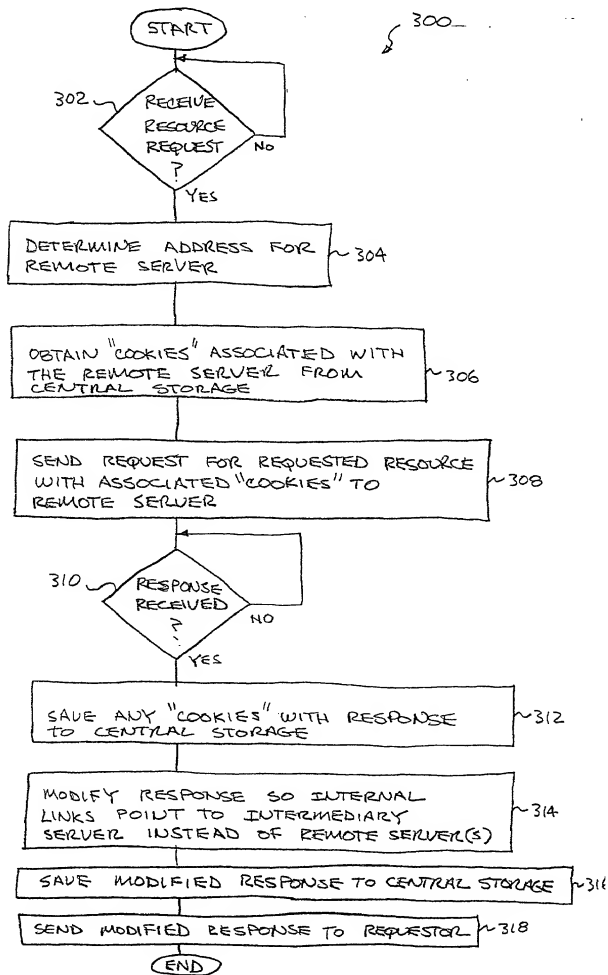 START
300
302
RECEIVE
RESOURCE
REQUEST
?
NO
YES
DETERMINE ADDRESS FOR
REMOTE SERVER
304
OBTAIN "COOKIES" ASSOCIATED WITH
THE REMOTE SERVER FROM
CENTRAL STORAGE
306
SEND REQUEST FOR REQUESTED RESOURCE
WITH ASSOCIATED "COOKIES" TO
REMOTE SERVER
308
310
RESPONSE
RECEIVED
?
NO
YES
SAVE ANY "COOKIES" WITH RESPONSE
TO CENTRAL STORAGE
312
MODIFY RESPONSE SO INTERNAL
LINKS POINT TO INTERMEDIARY
SERVER INSTEAD OF REMOTE SERVER(S)
314
SAVE MODIFIED RESPONSE TO CENTRAL STORAGE
316
SEND MODIFIED RESPONSE TO REQUESTOR
318
END